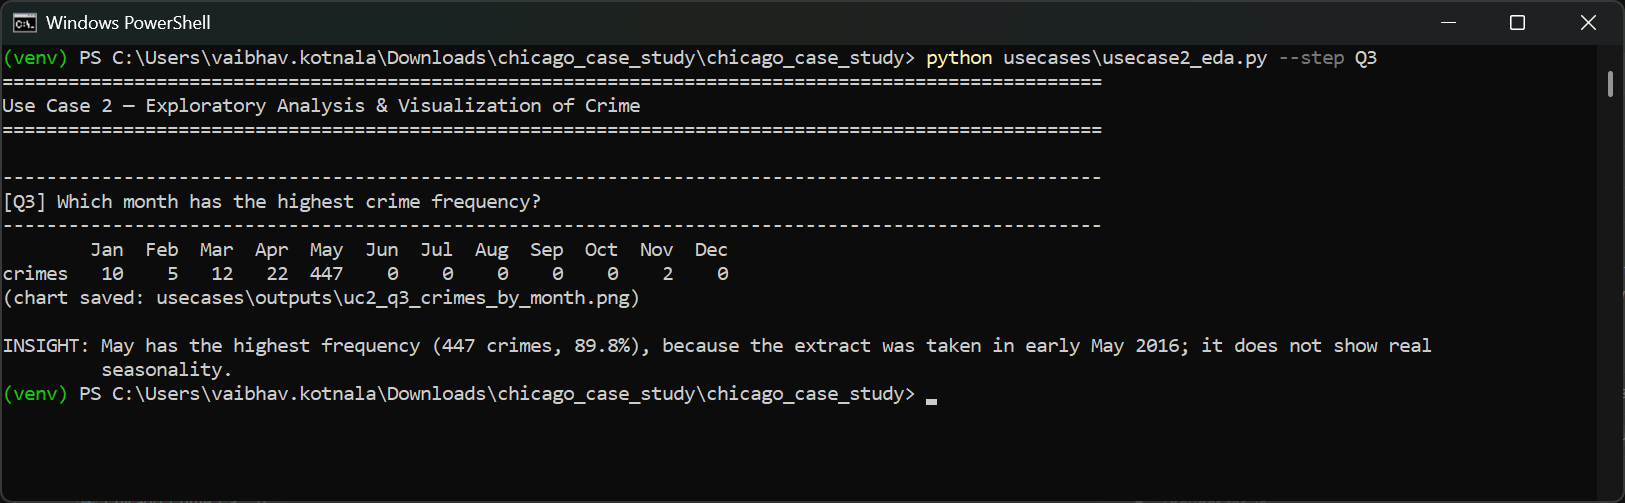 Windows PowerShell
(venv) PS C:\Users\vaibhav.kotnala\Downloads\chicago_case_study\chicago_case_study> python usecases\usecase2_eda.py --step Q3
====================================================================================================
Use Case 2 — Exploratory Analysis & Visualization of Crime
====================================================================================================
----------------------------------------------------------------------------------------------------
[Q3] Which month has the highest crime frequency?
----------------------------------------------------------------------------------------------------
        Jan  Feb  Mar  Apr  May  Jun  Jul  Aug  Sep  Oct  Nov  Dec
crimes   10    5   12   22  447    0    0    0    0    0    2    0
(chart saved: usecases\outputs\uc2_q3_crimes_by_month.png)
INSIGHT: May has the highest frequency (447 crimes, 89.8%), because the extract was taken in early May 2016; it does not show real
         seasonality.
(venv) PS C:\Users\vaibhav.kotnala\Downloads\chicago_case_study\chicago_case_study>